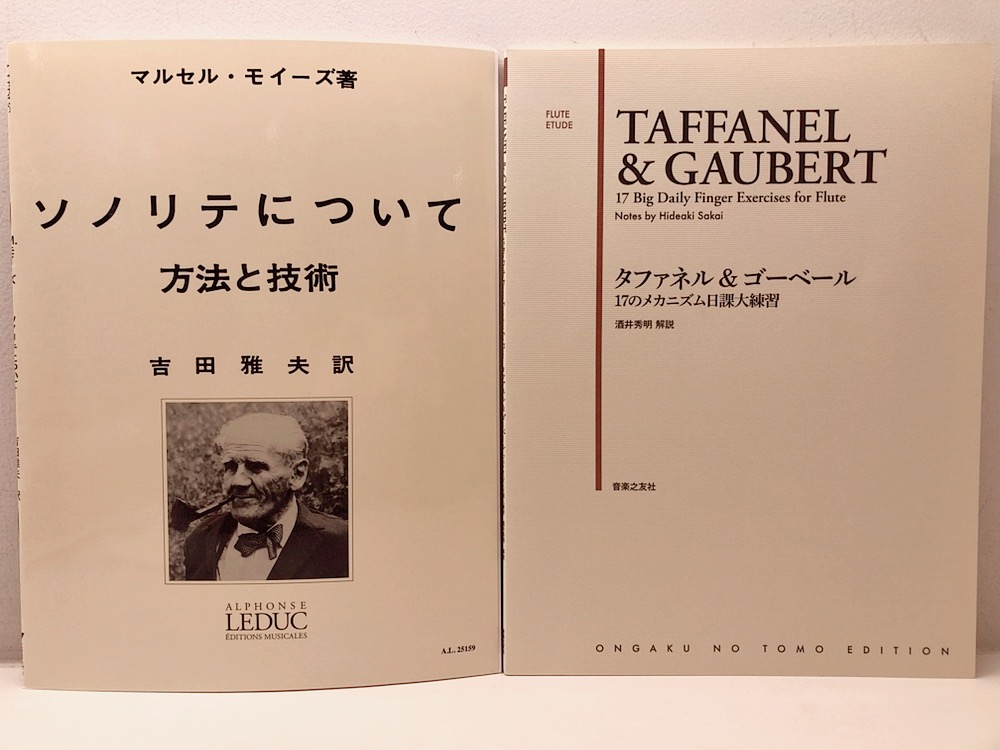 マルセル・モイーズ著
ソノリテについて
方法と技術
吉田雅夫訳
ALPHONSE
LEDUC
ÉDITIONS MUSICALES
A.L. 25159
FLUTE
ETUDE
TAFFANEL
& GAUBERT
17 Big Daily Finger Exercises for Flute
Notes by Hideaki Sakai
タファネル & ゴーベール
17のメカニズム日課大練習
酒井秀明 解説
音楽之友社
ONGAKU NO TOMO EDITION